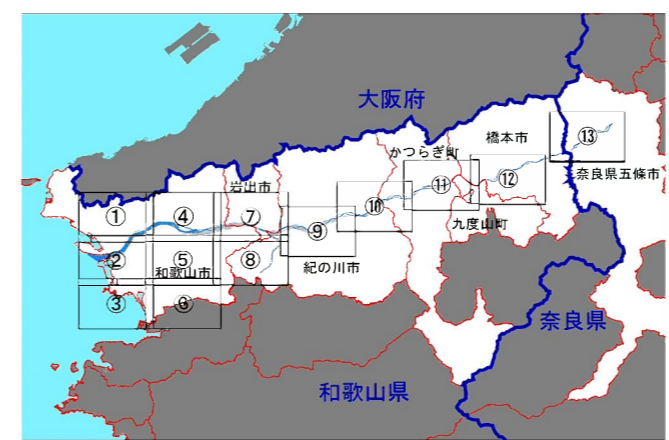 大阪府
橋本市
⑬
かつらぎ町
奈良県五條市
岩出市
⑪
⑫
①
④
⑦
⑩
九度山町
⑨
②
⑤
⑧
紀の川市
和歌山市
③
⑥
奈良県
和歌山県